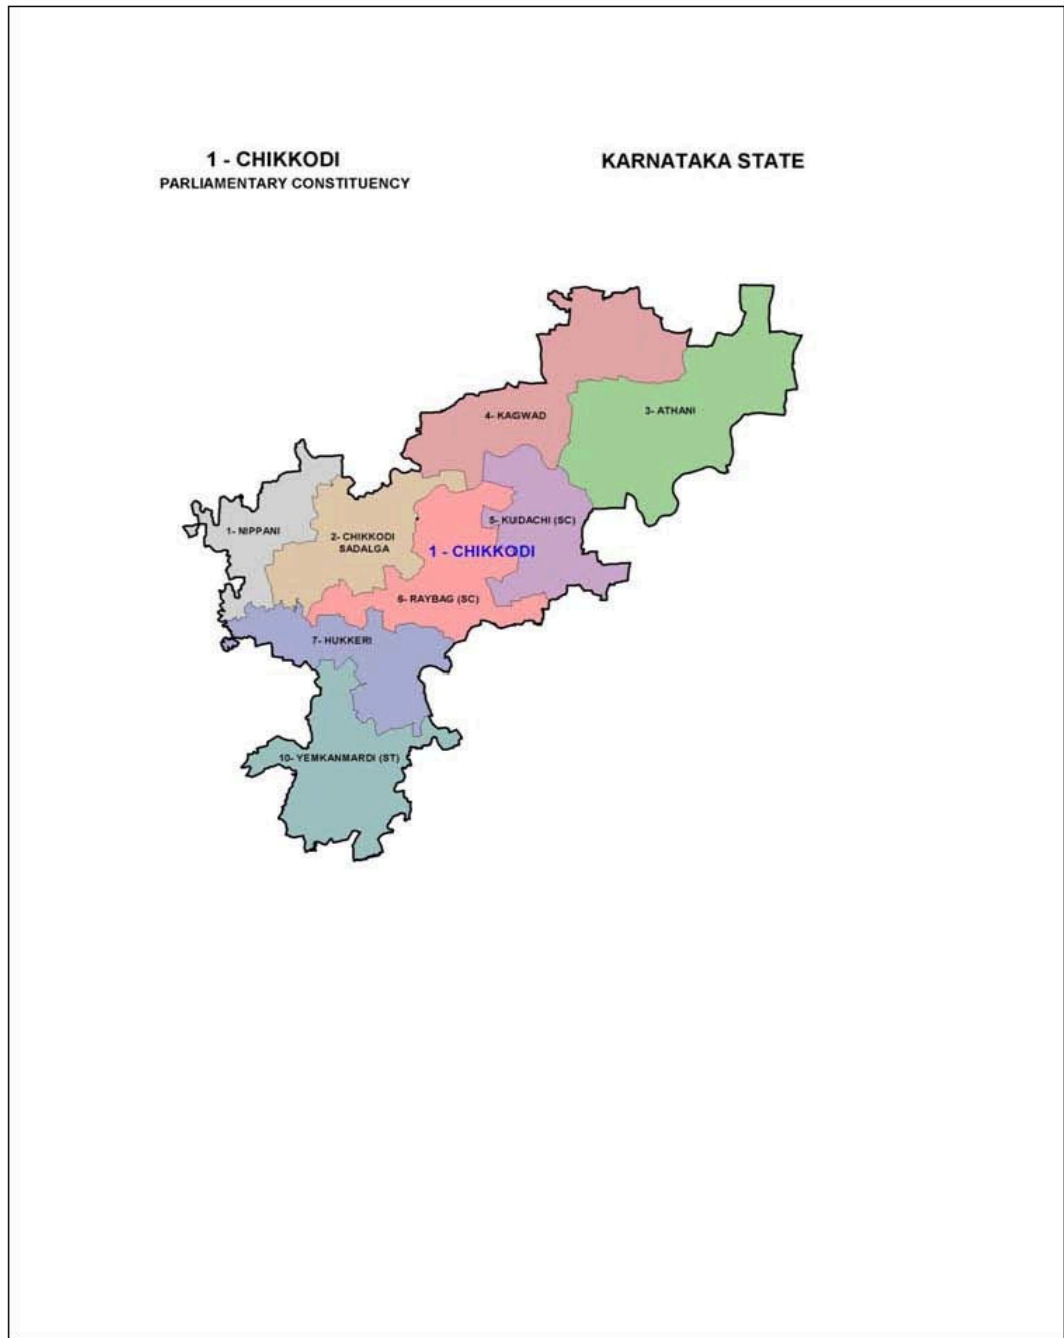 1 - CHIKKODI
PARLIAMENTARY CONSTITUENCY
KARNATAKA STATE
4- KAGWAD
3- ATHANI
1- NIPPANI
2- CHIKKODI
SADALGA
5- KUIDACHI (SC)
1 - CHIKKODI
6- RAYBAG (SC)
7- HUKKERI
10- YEMKANMARDI (ST)